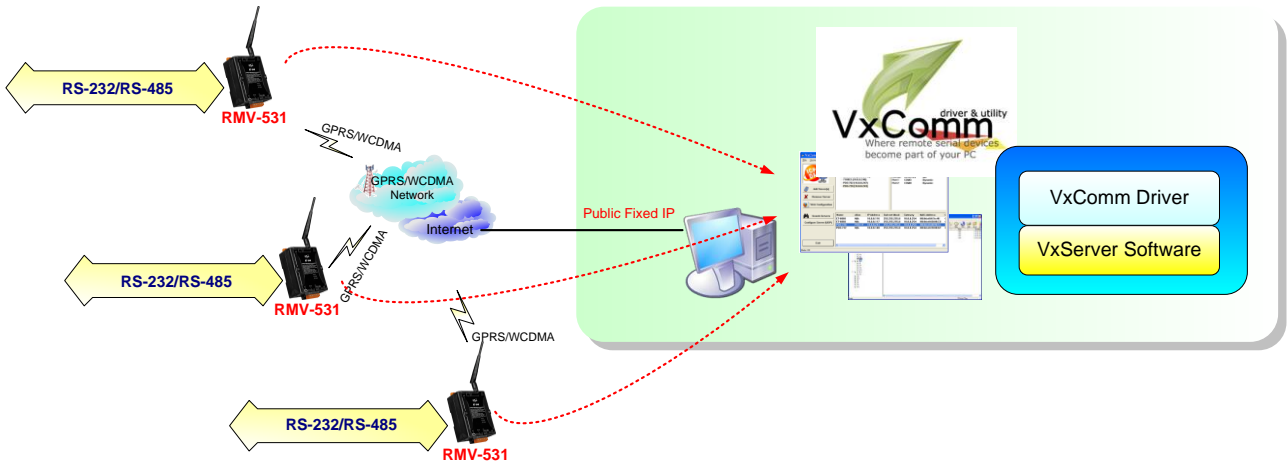 RS-232/RS-485
RMV-531
GPRS/WCDMA
GPRS/WCDMA
Network
Internet
RS-232/RS-485
RMV-531
GPRS/WCDMA
GPRS/WCDMA
RS-232/RS-485
RMV-531
Public Fixed IP
driver & utility
VxComm
Where remote serial devices
become part of your PC
VxComm Driver
VxServer Software